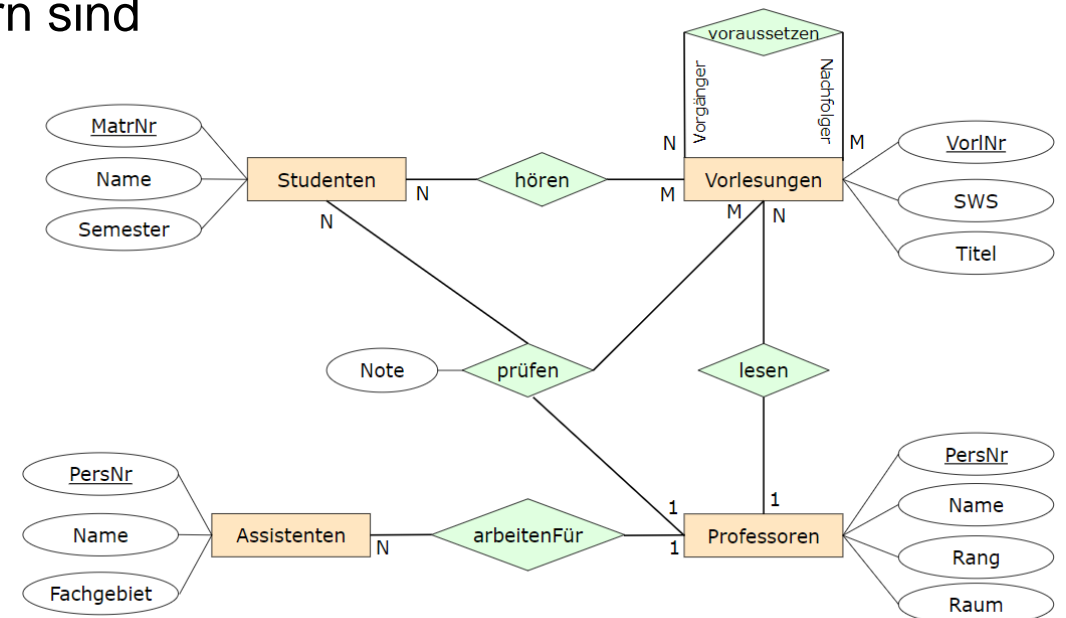 rn sind
voraussetzen
Vorgänger
Nachfolger
N
M
MatrNr
Name
Semester
Studenten
N
hören
M
Vorlesungen
VorlNr
SWS
Titel
N
M
N
Note
prüfen
lesen
PersNr
Name
Fachgebiet
Assistenten
N
arbeitenFür
1
1
1
Professoren
PersNr
Name
Rang
Raum